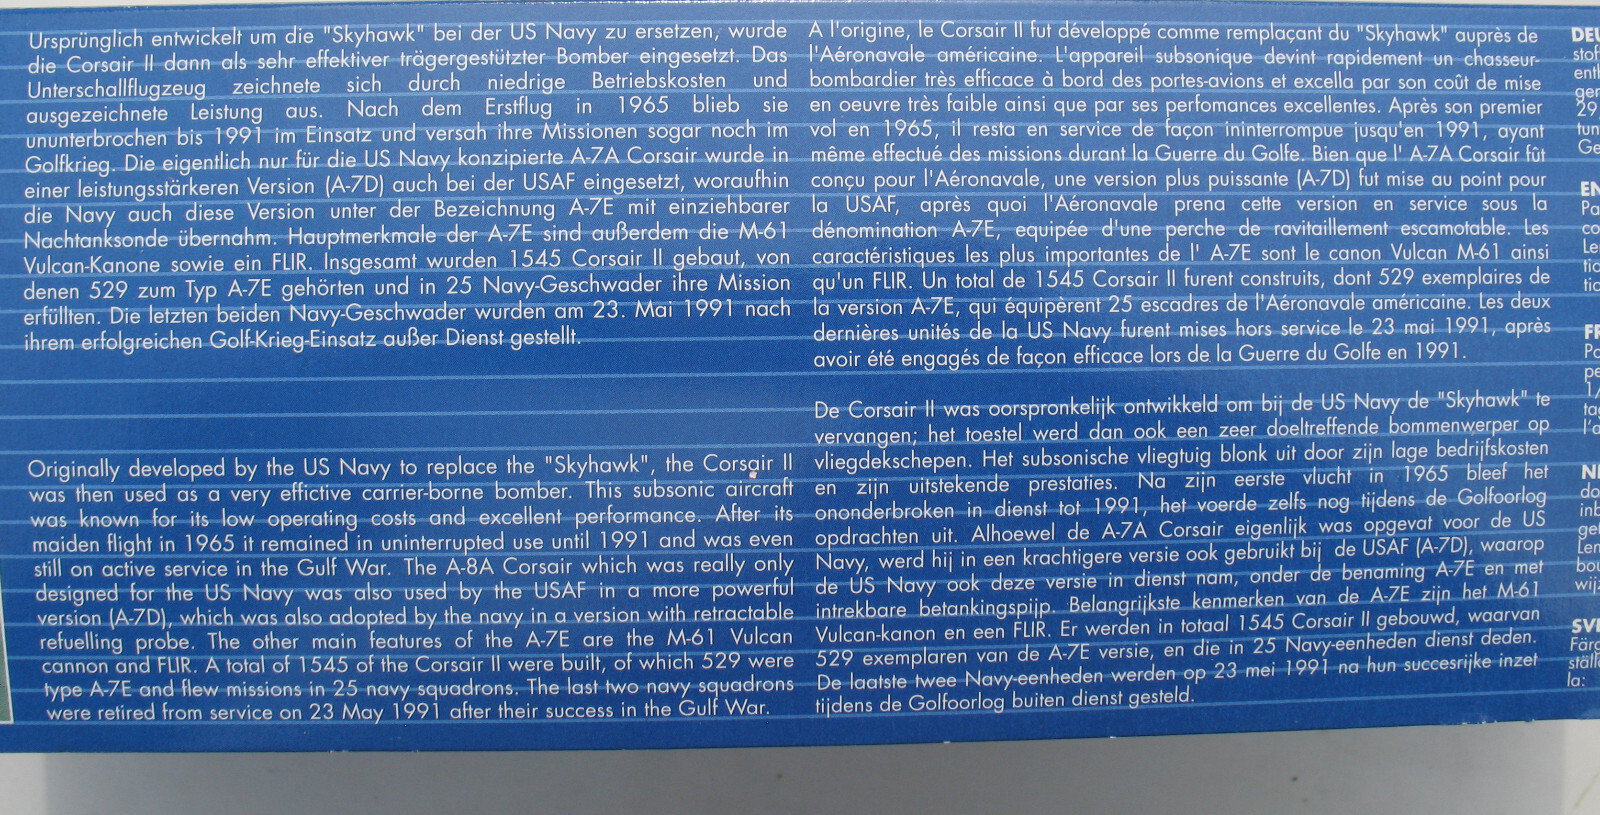 Ursprünglich entwickelt um die "Skyhawk" bei der US Navy zu ersetzen, wurde
die Corsair II dann als sehr effektiver trägergestützter Bomber eingesetzt. Das
Unterschallflugzeug zeichnete sich durch niedrige Betriebskosten und
ausgezeichnete Leistung aus. Nach dem Erstflug in 1965 blieb sie
ununterbrochen bis 1991 im Einsatz und versah ihre Missionen sogar noch im
Golfkrieg. Die eigentlich nur für die US Navy konzipierte A-7A Corsair wurde in
einer leistungsstärkeren Version (A-7D) auch bei der USAF eingesetzt, woraufhin
die Navy auch diese Version unter der Bezeichnung A-7E mit einziehbarer
Nachtanksonde übernahm. Hauptmerkmale der A-7E sind außerdem die M-61
Vulcan-Kanone sowie ein FLIR. Insgesamt wurden 1545 Corsair II gebaut, von
denen 529 zum Typ A-7E gehörten und in 25 Navy-Geschwader ihre Mission
erfüllten. Die letzten beiden Navy-Geschwader wurden am 23. Mai 1991 nach
ihrem erfolgreichen Golf-Krieg-Einsatz außer Dienst gestellt.
Originally developed by the US Navy to replace the "Skyhawk", the Corsair II
was then used as a very effictive carrier-borne bomber. This subsonic aircraft
was known for its low operating costs and excellent performance. After its
maiden flight in 1965 it remained in uninterrupted use until 1991 and was even
still on active service in the Gulf War. The A-8A Corsair which was really only
designed for the US Navy was also used by the USAF in a more powerful
version (A-7D), which was also adopted by the navy in a version with retractable
refuelling probe. The other main features of the A-7E are the M-61 Vulcan
cannon and FLIR. A total of 1545 of the Corsair II were built, of which 529 were
type A-7E and flew missions in 25 navy squadrons. The last two navy squadrons
were retired from service on 23 May 1991 after their success in the Gulf War.
A l'origine, le Corsair II fut développé comme remplaçant du "Skyhawk" auprès de
l'Aéronavale américaine. L'appareil subsonique devint rapidement un chasseur-
bombardier très efficace à bord des portes-avions et excella par son coût de mise
en oeuvre très faible ainsi que par ses perfomances excellentes. Après son premier
vol en 1965, il resta en service de façon ininterrompue jusqu'en 1991, ayant
même effectué des missions durant la Guerre du Golfe. Bien que l' A-7A Corsair fût
conçu pour l'Aéronavale, une version plus puissante (A-7D) fut mise au point pour
la USAF, après quoi l'Aéronavale prena cette version en service sous la
dénomination A-7E, equipée d'une perche de ravitaillement escamotable. Les
caractéristiques les plus importantes de l' A-7E sont le canon Vulcan M-61 ainsi
qu'un FLIR. Un total de 1545 Corsair II furent construits, dont 529 exemplaires de
la version A-7E, qui équipèrent 25 escadres de l'Aéronavale américaine. Les deux
dernières unités de la US Navy furent mises hors service le 23 mai 1991, après
avoir été engagés de façon efficace lors de la Guerre du Golfe en 1991.
De Corsair II was oorspronkelijk ontwikkeld om bij de US Navy de "Skyhawk" te
vervangen; het toestel werd dan ook een zeer doeltreffende bommenwerper op
vliegdekschepen. Het subsonische vliegtuig blonk uit door zijn lage bedrijfskosten
en zijn uitstekende prestaties. Na zijn eerste vlucht in 1965 bleef het
ononderbroken in dienst tot 1991, het voerde zelfs nog tijdens de Golfoorlog
opdrachten uit. Alhoewel de A-7A Corsair eigenlijk was opgevat voor de US
Navy, werd hij in een krachtigere versie ook gebruikt bij de USAF (A-7D), waarop
de US Navy ook deze versie in dienst nam, onder de benaming A-7E en met
intrekbare betankingspijp. Belangrijkste kenmerken van de A-7E zijn het M-61
Vulcan-kanon en een FLIR. Er werden in totaal 1545 Corsair II gebouwd, waarvan
529 exemplaren van de A-7E versie, en die in 25 Navy-eenheden dienst deden.
De laatste twee Navy-eenheden werden op 23 mei 1991 na hun succesrijke inzet
tijdens de Golfoorlog buiten dienst gesteld.